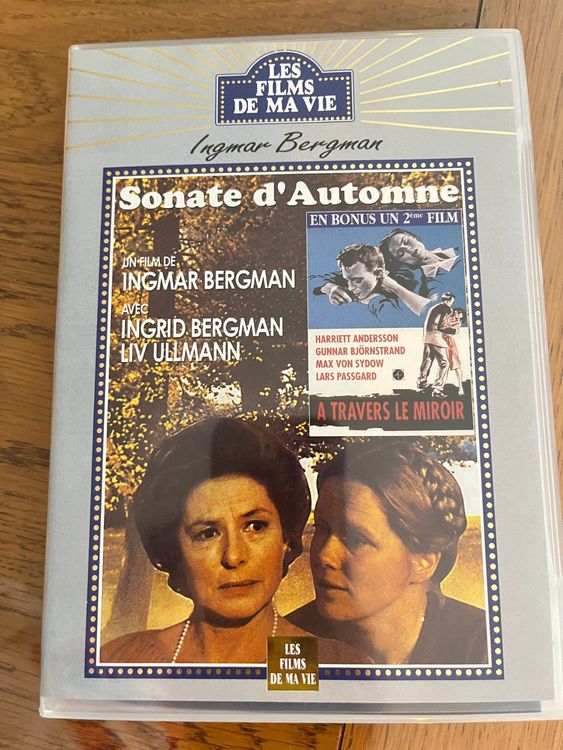 LES
FILMS
DE MA VIE
Ingmar Bergman
Sonate d'Automne
UN FILM DE
INGMAR BERGMAN
AVEC
INGRID BERGMAN
LIV ULLMANN
EN BONUS UN 2ème FILM
HARRIETT ANDERSSON
GUNNAR BJÖRNSTRAND
MAX VON SYDOW
LARS PASSGARD
A TRAVERS LE MIROIR
LES
FILMS
DE MA VIE